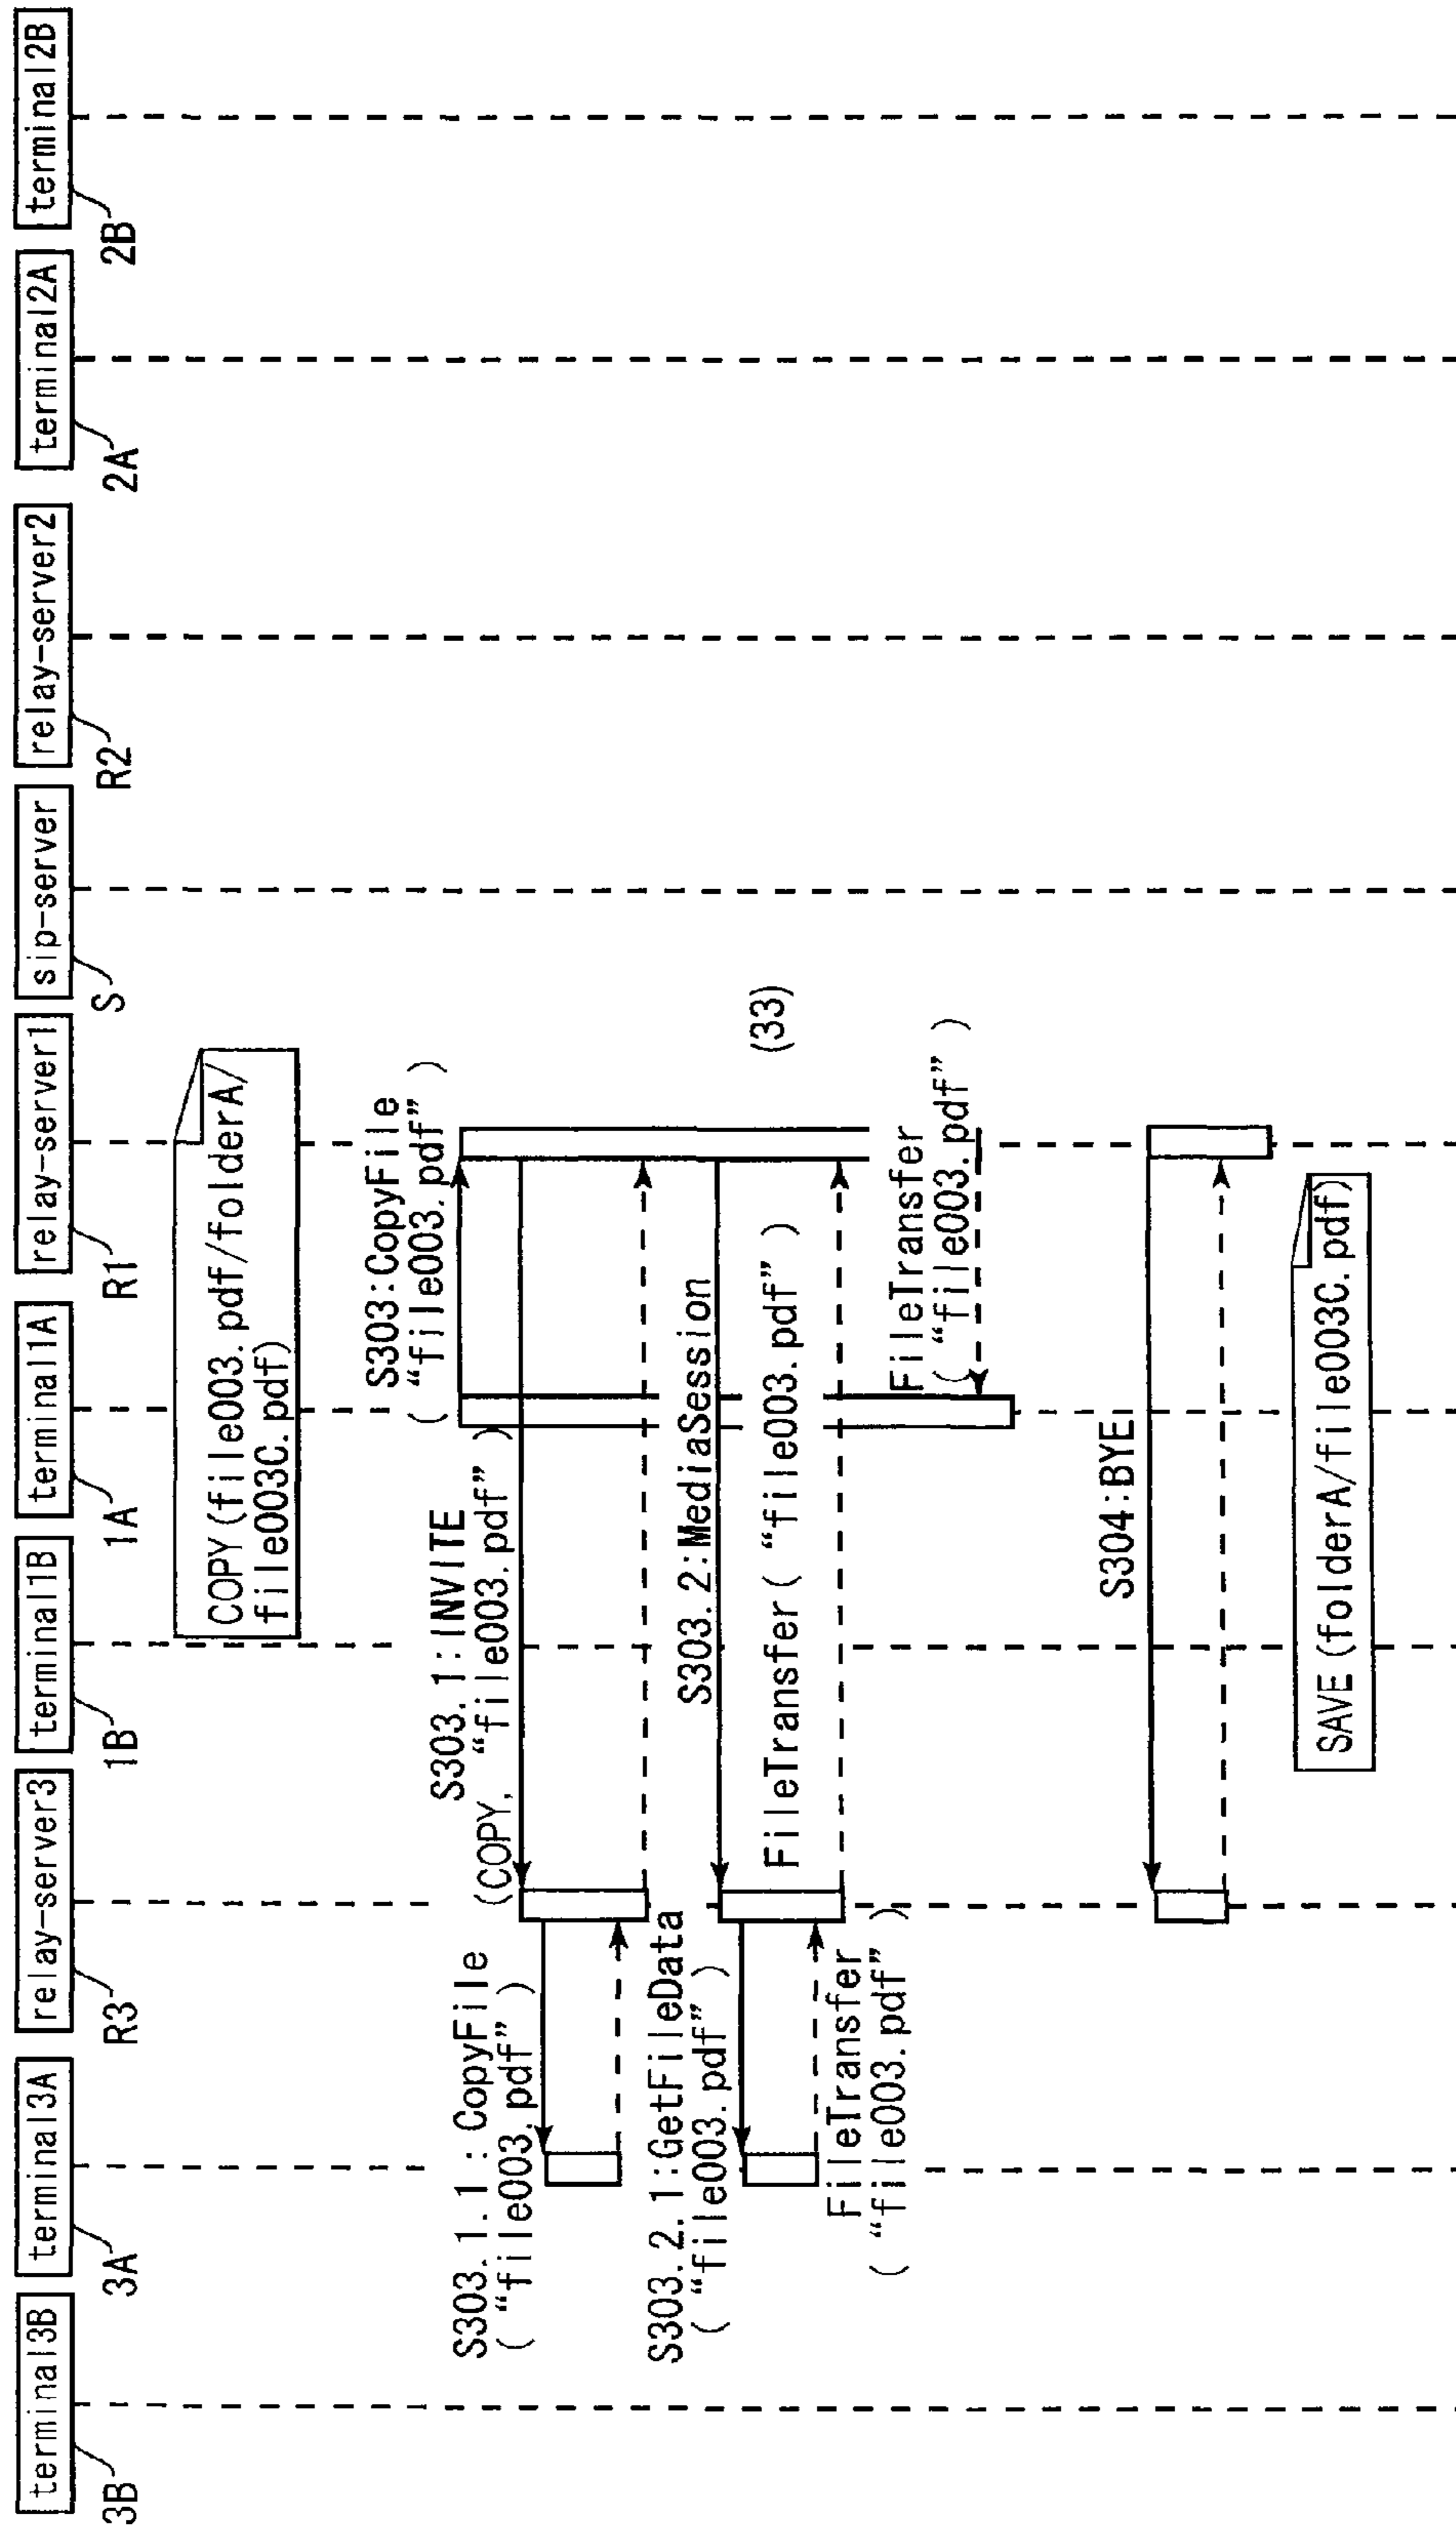 terminal3B
terminal3A
relay-server3
terminal1B
terminal1A
relay-server1
sip-server
relay-server2
terminal2A
terminal2B
3B
3A
R3
1B
1A
R1
S
R2
2A
2B
COPY(file003.pdf/folderA/
file003C.pdf)
S303:CopyFile
( “file003.pdf” )
S303.1:INVITE
(COPY, “file003.pdf” )
S303.1.1:CopyFile
( “file003.pdf” )
S303.2:MediaSession
S303.2.1:GetFileData
( “file003.pdf” )
FileTransfer( “file003.pdf” )
(33)
FileTransfer
( “file003.pdf” )
FileTransfer
( “file003.pdf” )
S304:BYE
SAVE(folderA/file003C.pdf)